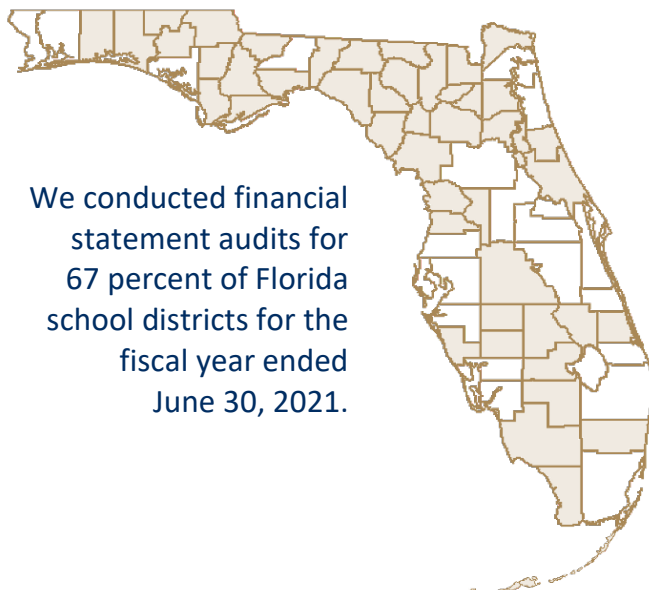 We conducted financial
statement audits for
67 percent of Florida
school districts for the
fiscal year ended
June 30, 2021.